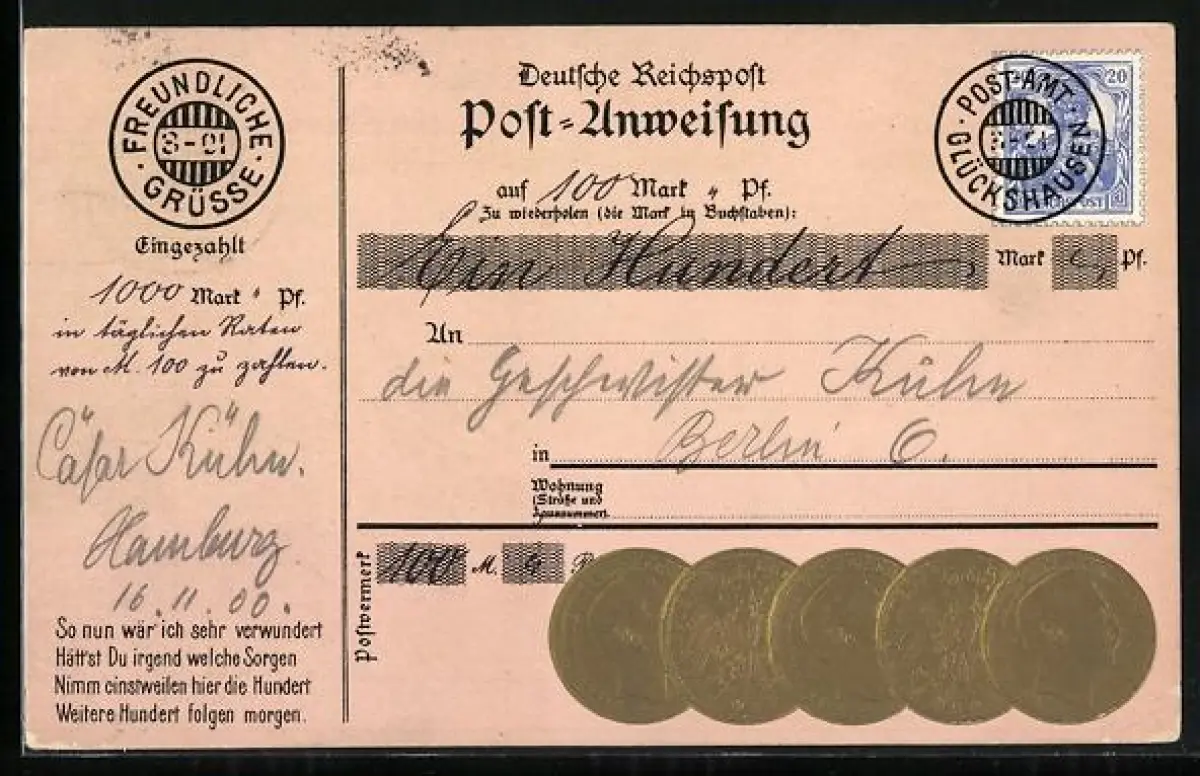 FREUNDLICHE
8-01
GRÜSSE
Eingezahlt
1000 Mark " Pf.
in täglichen Raten
von M. 100 zu zahlen.
Cäsar Kühn.
Hamburg
16.11.00.
So nun wär' ich sehr verwundert
Hätt'st Du irgend welche Sorgen
Nimm einstweilen hier die Hundert
Weitere Hundert folgen morgen.
Deutsche Reichspost
Post-Anweisung
auf 100 Mark " Pf.
Zu wiederholen (die Mark in Buchstaben):
Ein Hundert Mark Pf.
An
die Geschwister Kühn
in Berlin C.
Wohnung
(Straße und
Hausnummer)
Postvermerk
100 M.
POST-AMT
GLÜCKSHAUSEN
20
POST